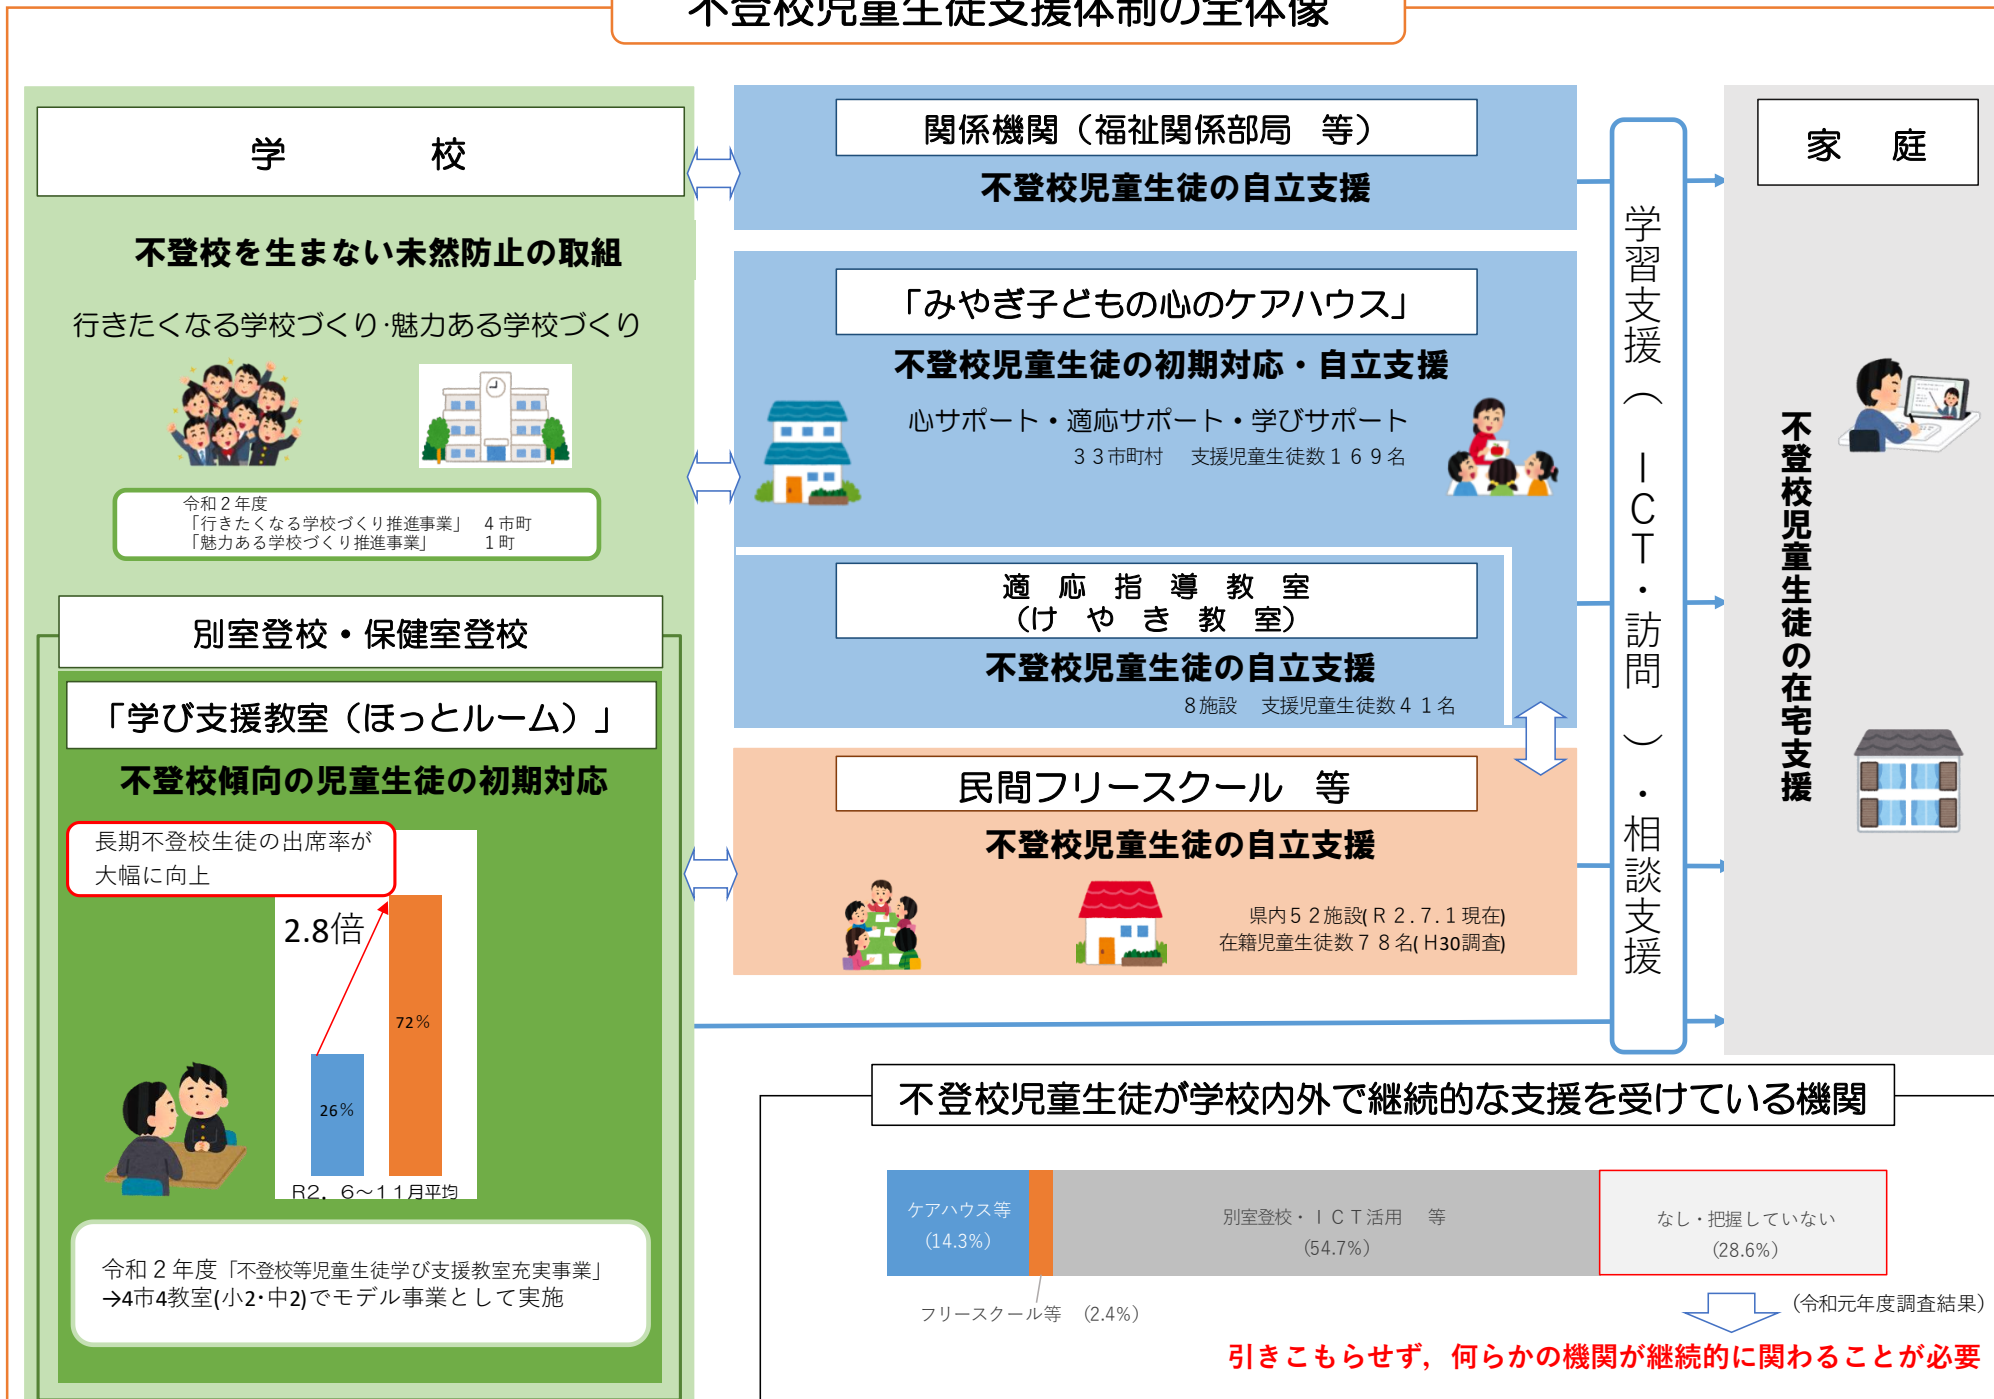 不登校児童生徒支援体制の全体像
学　校
不登校を生まない未然防止の取組
行きたくなる学校づくり・魅力ある学校づくり
令和２年度
「行きたくなる学校づくり推進事業」　４市町
「魅力ある学校づくり推進事業」　１町
別室登校・保健室登校
「学び支援教室（ほっとルーム）」
不登校傾向の児童生徒の初期対応
長期不登校生徒の出席率が
大幅に向上
2.8倍
72%
26%
R2．６～１１月平均
令和２年度「不登校等児童生徒学び支援教室充実事業」
→4市4教室(小2・中2)でモデル事業として実施
関係機関（福祉関係部局　等）
不登校児童生徒の自立支援
「みやぎ子どもの心のケアハウス」
不登校児童生徒の初期対応・自立支援
心サポート・適応サポート・学びサポート
３３市町村　支援児童生徒数１６９名
適　応　指　導　教　室
（け　や　き　教　室）
不登校児童生徒の自立支援
８施設　支援児童生徒数４１名
民間フリースクール　等
不登校児童生徒の自立支援
県内５２施設(Ｒ２.７.１現在)
在籍児童生徒数７８名(H30調査)
学習支援（ＩＣＴ・訪問）・相談支援
家　庭
不登校児童生徒の在宅支援
不登校児童生徒が学校内外で継続的な支援を受けている機関
ケアハウス等
(14.3%)
別室登校・ＩＣＴ活用　等
(54.7%)
なし・把握していない
(28.6%)
フリースクール等　(2.4%)
（令和元年度調査結果）
引きこもらせず，何らかの機関が継続的に関わることが必要